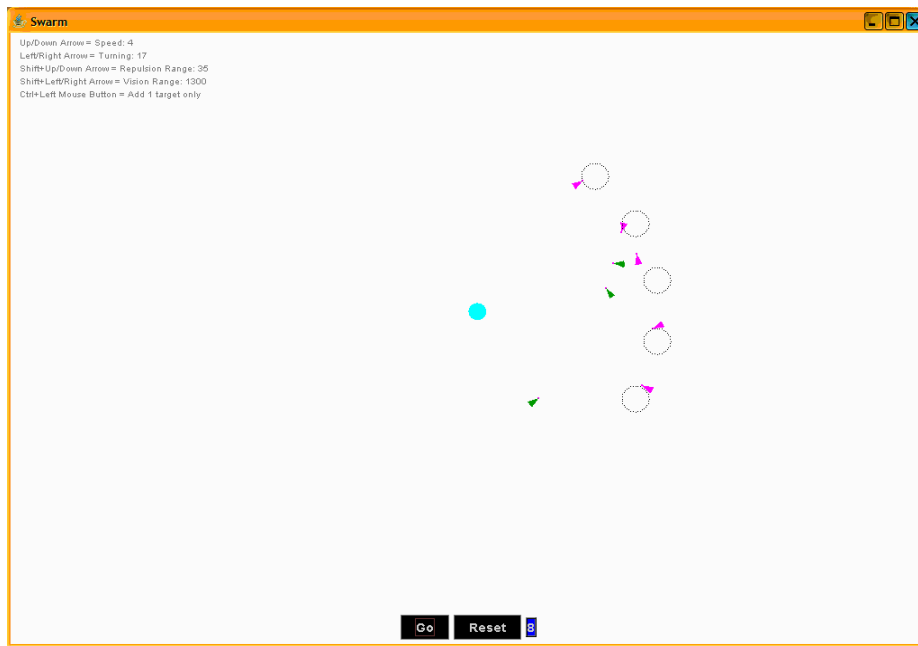 Swarm
Up/Down Arrow = Speed: 4
Left/Right Arrow = Turning: 17
Shift+Up/Down Arrow = Repulsion Range: 35
Shift+Left/Right Arrow = Vision Range: 1300
Ctrl+Left Mouse Button = Add 1 target only
Go Reset 8